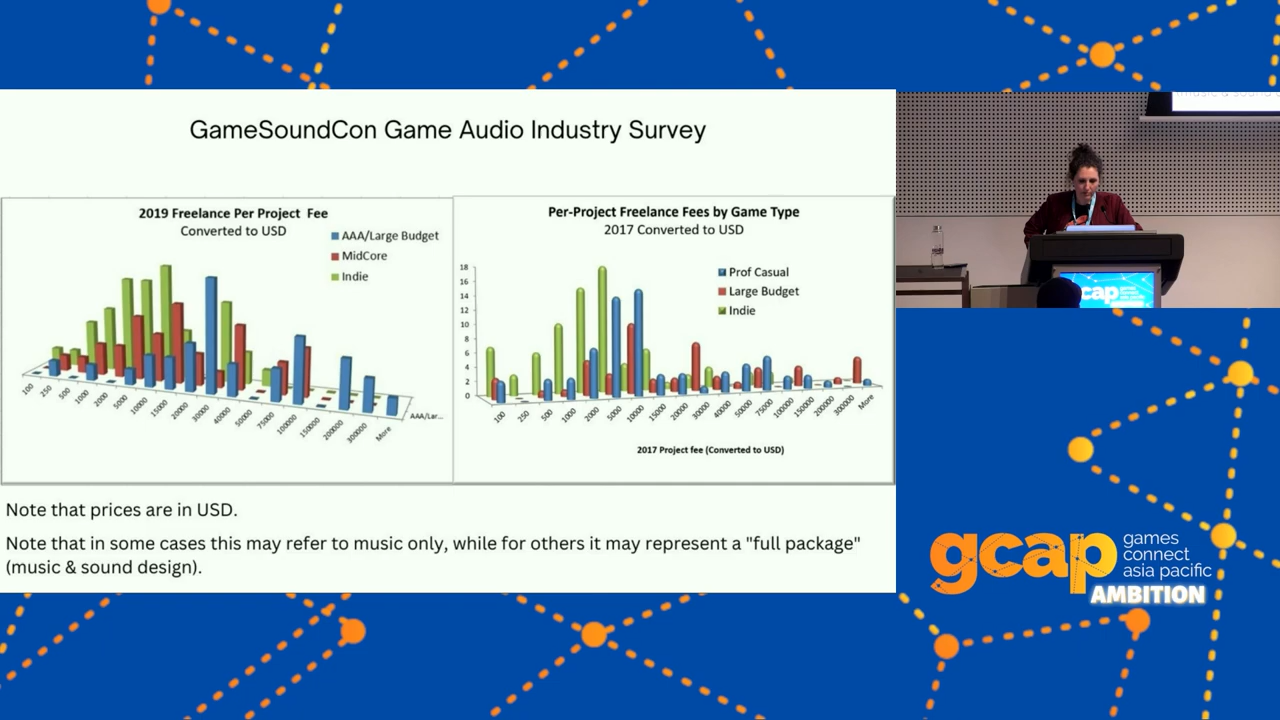 GameSoundCon Game Audio Industry Survey
2019 Freelance Per Project Fee
Converted to USD
AAA/Large Budget
MidCore
Indie
100
250
500
1000
2000
5000
10000
15000
20000
30000
40000
50000
75000
100000
150000
200000
300000
More
AAA/Lar...
Per-Project Freelance Fees by Game Type
2017 Converted to USD
Prof Casual
Large Budget
Indie
18
16
14
12
10
8
6
4
2
0
100
250
500
1000
2000
5000
10000
15000
20000
30000
40000
50000
75000
100000
150000
200000
300000
More
2017 Project fee (Converted to USD)
Note that prices are in USD.
Note that in some cases this may refer to music only, while for others it may represent a "full package"
(music & sound design).
gcap
games
connect
asia pacific
AMBITION